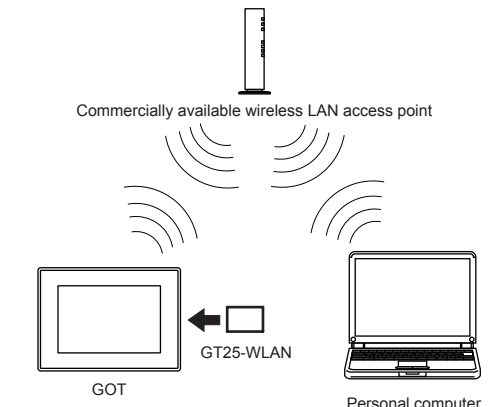 Commercially available wireless LAN access point
GT25-WLAN
GOT
Personal computer